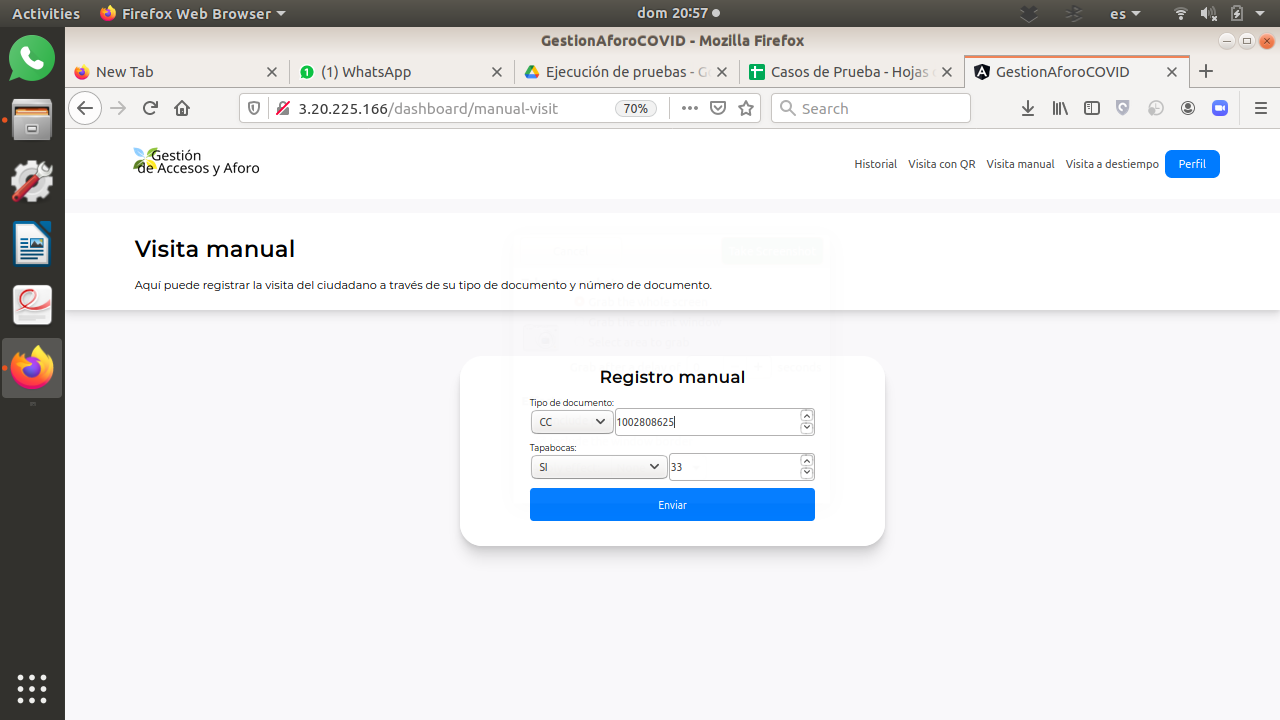 Activities
Firefox Web Browser
dom 20:57
es
GestionAforoCOVID - Mozilla Firefox
New Tab
(1) WhatsApp
Ejecución de pruebas - G
Casos de Prueba - Hojas
GestionAforoCOVID
3.20.225.166/dashboard/manual-visit
70%
Search
Gestión
de Accesos y Aforo
Historial
Visita con QR
Visita manual
Visita a destiempo
Perfil
Visita manual
Aquí puede registrar la visita del ciudadano a través de su tipo de documento y número de documento.
Registro manual
Tipo de documento:
CC
1002808625
Tapabocas:
SI
33
Enviar